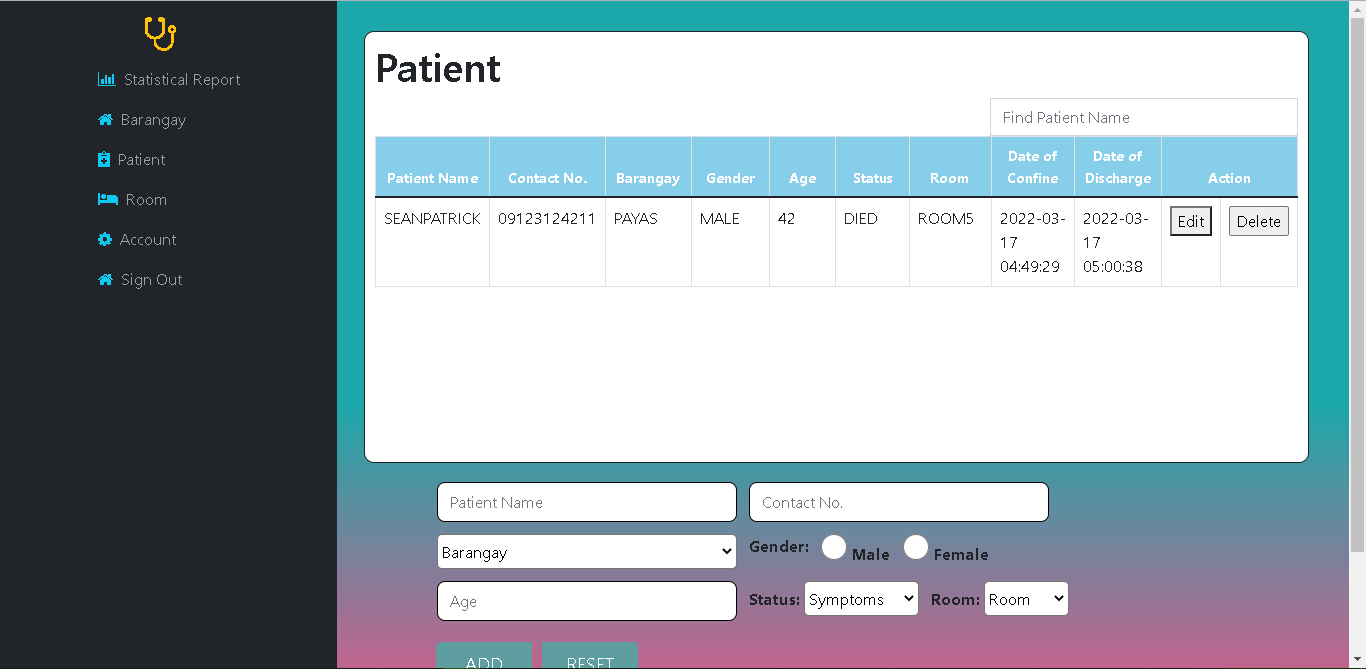 Statistical Report
Barangay
Patient
Room
Account
Sign Out
Patient
Find Patient Name
Patient Name Contact No. Barangay Gender Age Status Room Date of Confine Date of Discharge Action
SEANPATRICK 09123124211 PAYAS MALE 42 DIED ROOM5 2022-03-17 04:49:29 2022-03-17 05:00:38 Edit Delete
Patient Name Contact No.
Barangay Gender: Male Female
Age Status: Symptoms Room: Room
ADD RESET